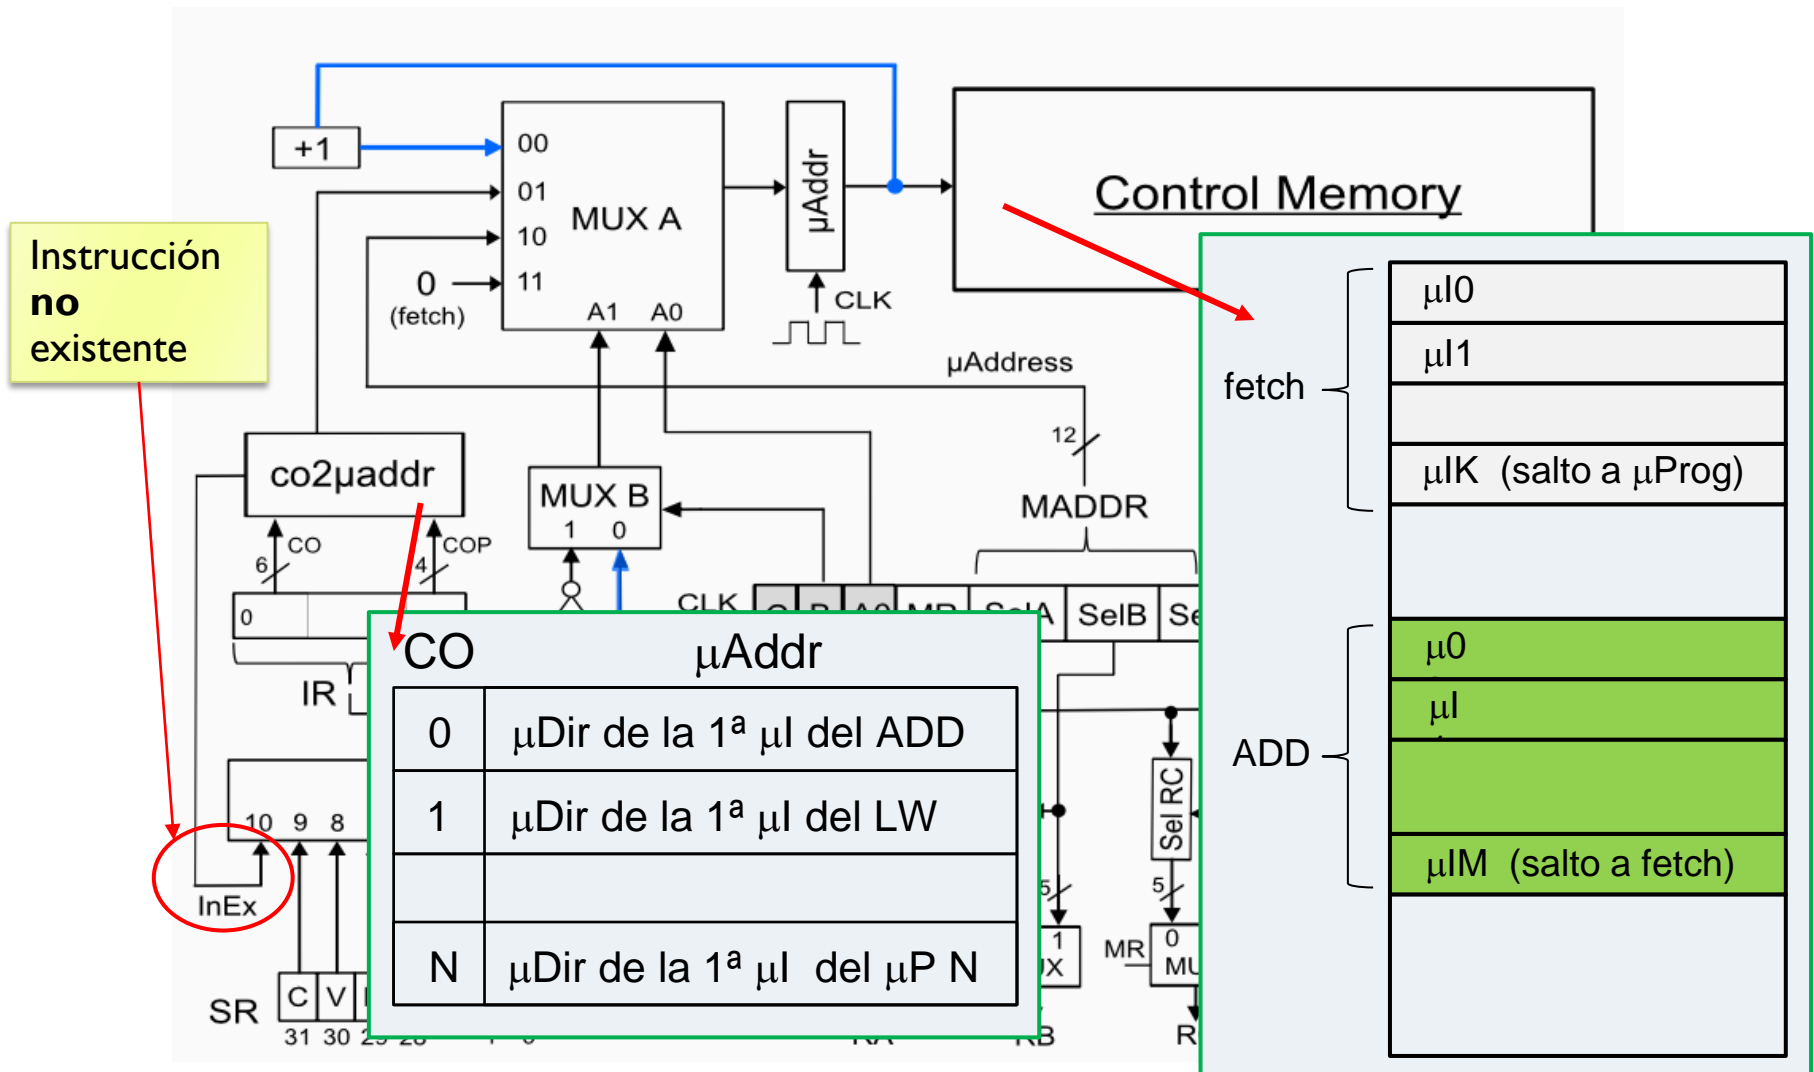 +1
00
01
10
11
MUX A
A1
A0
0
(fetch)
µAddr
CLK
Control Memory
Instrucción
no
existente
µAddress
12
MADDR
co2µaddr
MUX B
1 0
CO
COP
6
4
0
IR
CLK
A0
SelB
10 9 8
InEx
SR
C V
31 30
CO µAddr
0 µDir de la 1ª µI del ADD
1 µDir de la 1ª µI del LW
N µDir de la 1ª µI del µP N
Sel RC
5
5
1
MR
0
fetch
µI0
µI1
µIK (salto a µProg)
ADD
µ0
µI
µIM (salto a fetch)